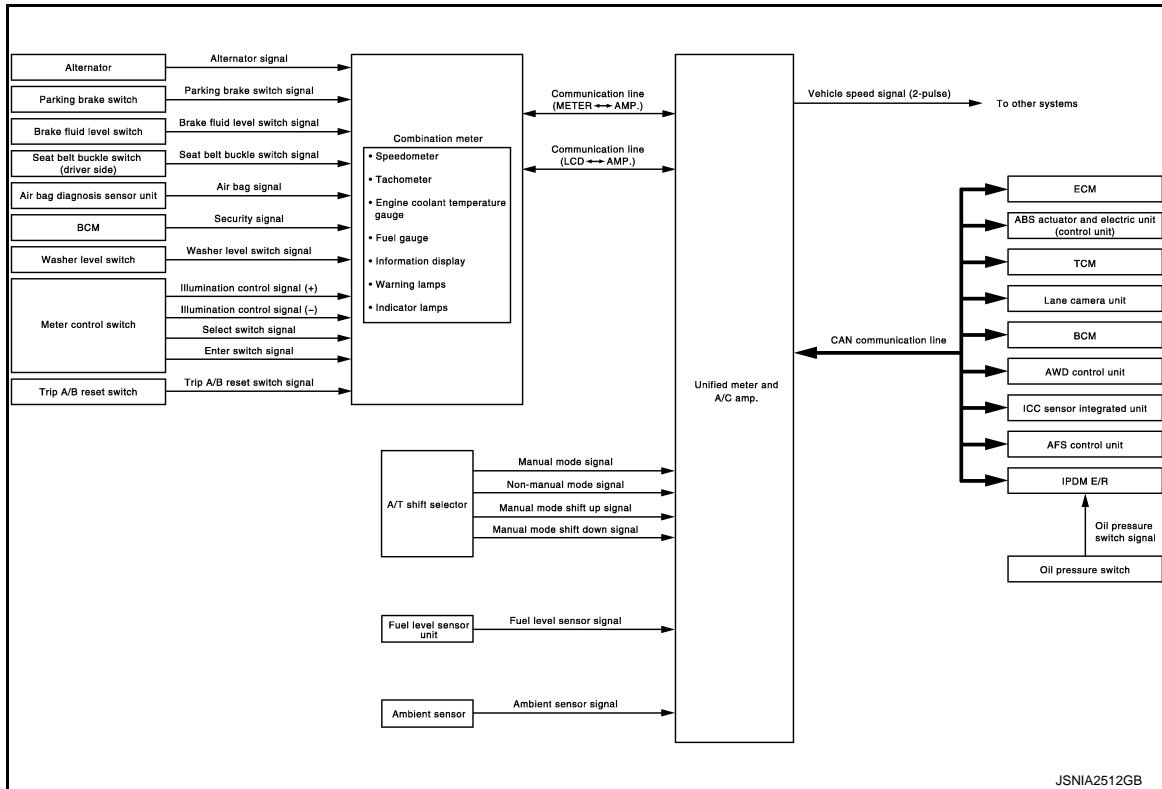 Alternator
Alternator signal
Parking brake switch
Parking brake switch signal
Brake fluid level switch
Brake fluid level switch signal
Seat belt buckle switch
(driver side)
Seat belt buckle switch signal
Air bag diagnosis sensor unit
Air bag signal
BCM
Security signal
Washer level switch
Washer level switch signal
Meter control switch
Illumination control signal (+)
Illumination control signal (–)
Select switch signal
Enter switch signal
Trip A/B reset switch
Trip A/B reset switch signal
Combination meter
• Speedometer
• Tachometer
• Engine coolant temperature
gauge
• Fuel gauge
• Information display
• Warning lamps
• Indicator lamps
Communication line
(METER ↔ AMP.)
Communication line
(LCD ↔ AMP.)
A/T shift selector
Manual mode signal
Non-manual mode signal
Manual mode shift up signal
Manual mode shift down signal
Fuel level sensor
unit
Fuel level sensor signal
Ambient sensor
Ambient sensor signal
Unified meter and
A/C amp.
Vehicle speed signal (2-pulse)
To other systems
CAN communication line
ECM
ABS actuator and electric unit
(control unit)
TCM
Lane camera unit
BCM
AWD control unit
ICC sensor integrated unit
AFS control unit
IPDM E/R
Oil pressure
switch signal
Oil pressure switch
JSNIA2512GB